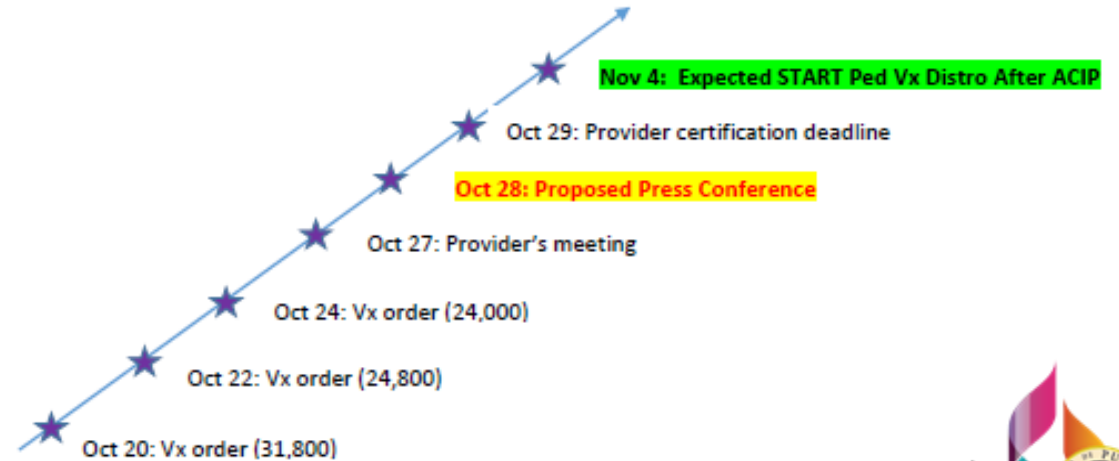 Nov 4: Expected START Ped Vx Distro After ACIP
Oct 29: Provider certification deadline
Oct 28: Proposed Press Conference
Oct 27: Provider's meeting
Oct 24: Vx order (24,000)
Oct 22: Vx order (24,800)
Oct 20: Vx order (31,800)